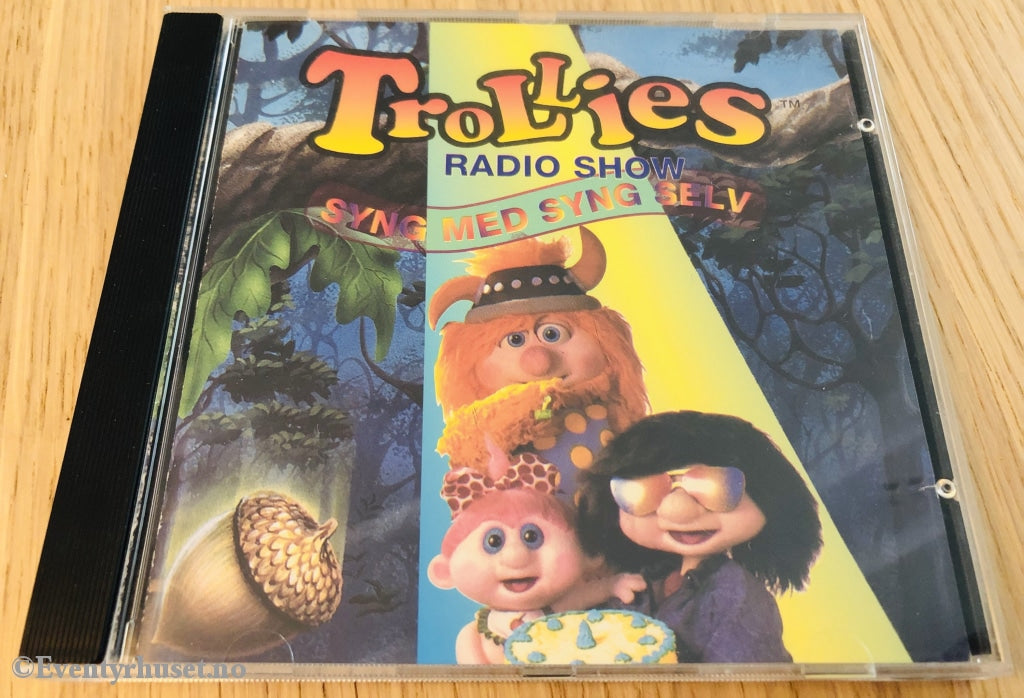 TROLLIES™
RADIO SHOW
SYNG MED SYNG SELV
©Eventyrhuset.no